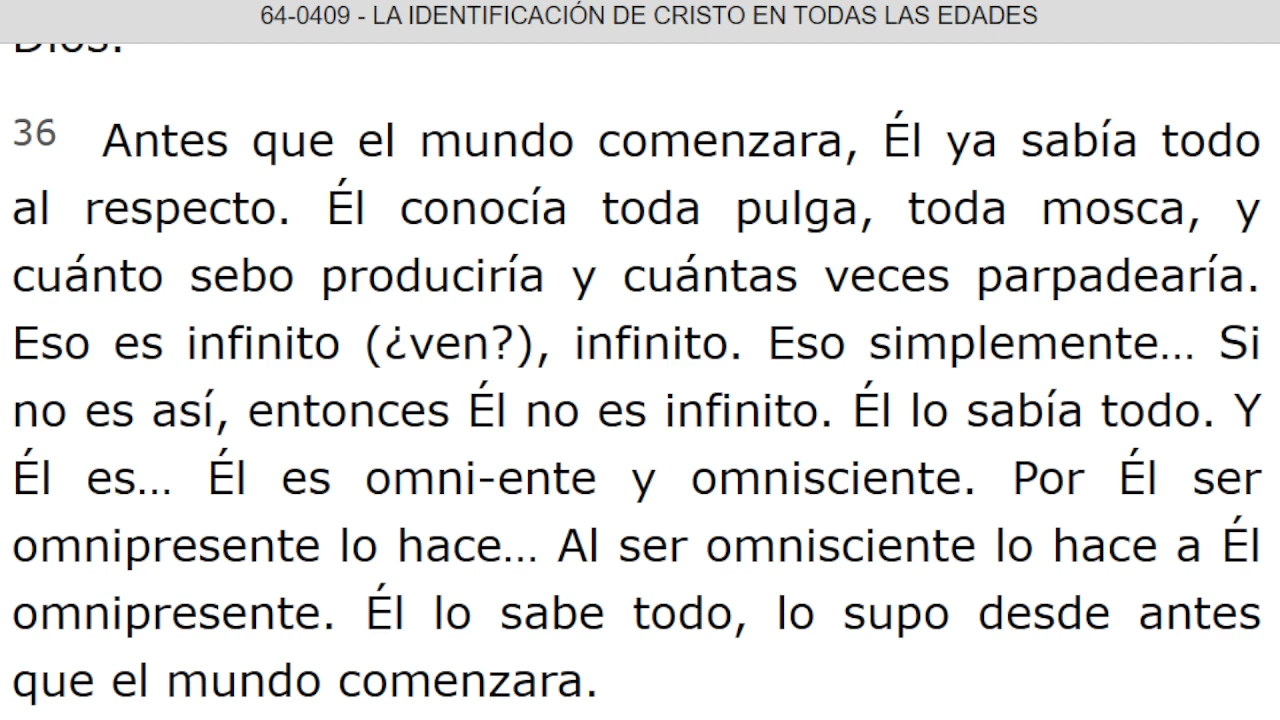 64-0409 - LA IDENTIFICACIÓN DE CRISTO EN TODAS LAS EDADES
Dios.
36 Antes que el mundo comenzara, Él ya sabía todo
al respecto. Él conocía toda pulga, toda mosca, y
cuánto sebo produciría y cuántas veces parpadearía.
Eso es infinito (¿ven?), infinito. Eso simplemente... Si
no es así, entonces Él no es infinito. Él lo sabía todo. Y
Él es... Él es omni-ente y omnisciente. Por Él ser
omnipresente lo hace... Al ser omnisciente lo hace a Él
omnipresente. Él lo sabe todo, lo supo desde antes
que el mundo comenzara.